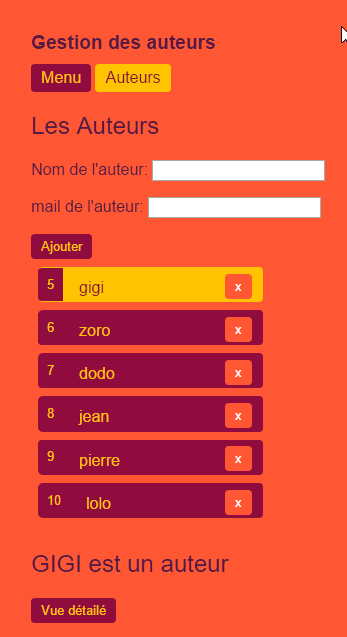 Gestion des auteurs
Menu Auteurs
Les Auteurs
Nom de l'auteur:
mail de l'auteur:
Ajouter
5 gigi x
6 zoro x
7 dodo x
8 jean x
9 pierre x
10 lolo x
GIGI est un auteur
Vue détailé